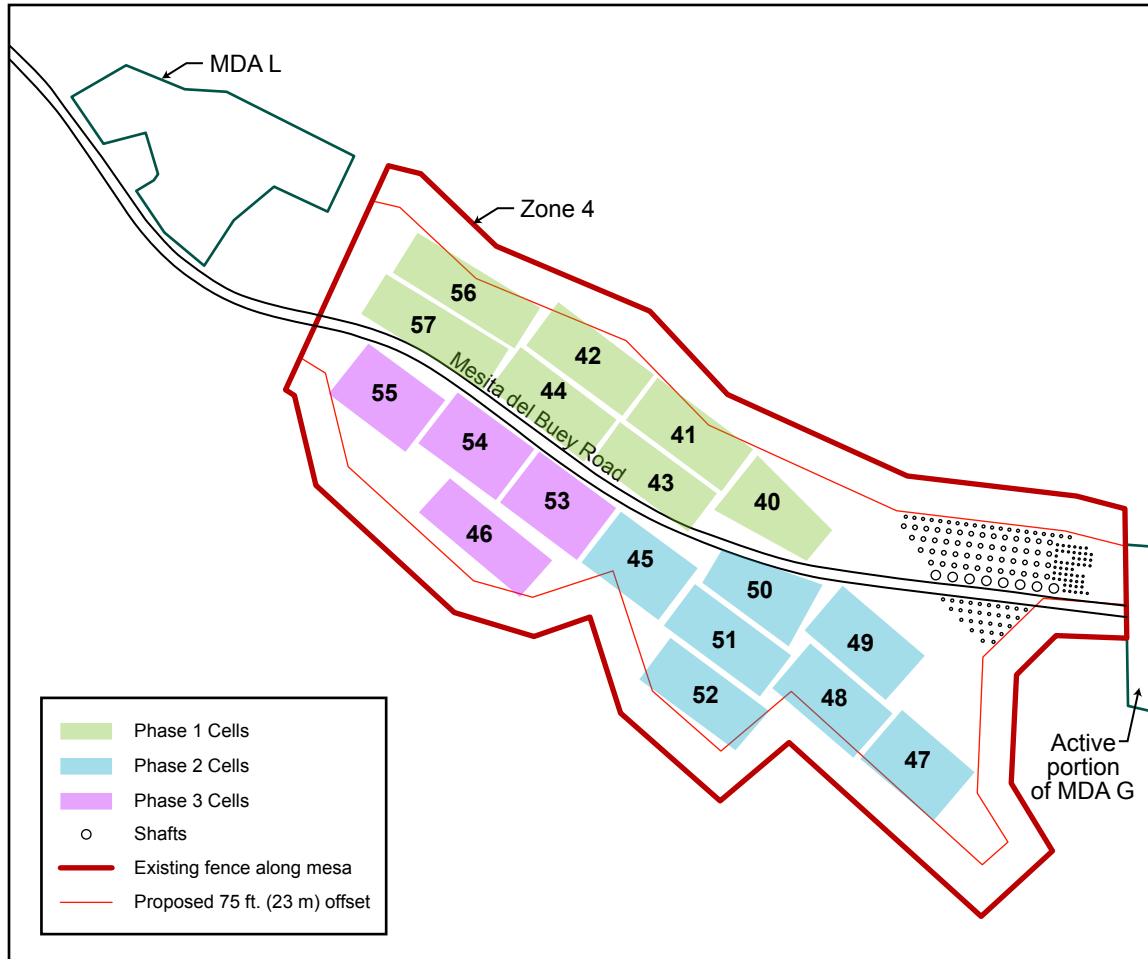 MDA L
Zone 4
56
57
42
44
Mesita del Buey Road
55
41
54
43
40
53
46
45
50
51
49
52
48
47
Active
portion
of MDA G
Phase 1 Cells
Phase 2 Cells
Phase 3 Cells
Shafts
Existing fence along mesa
Proposed 75 ft. (23 m) offset